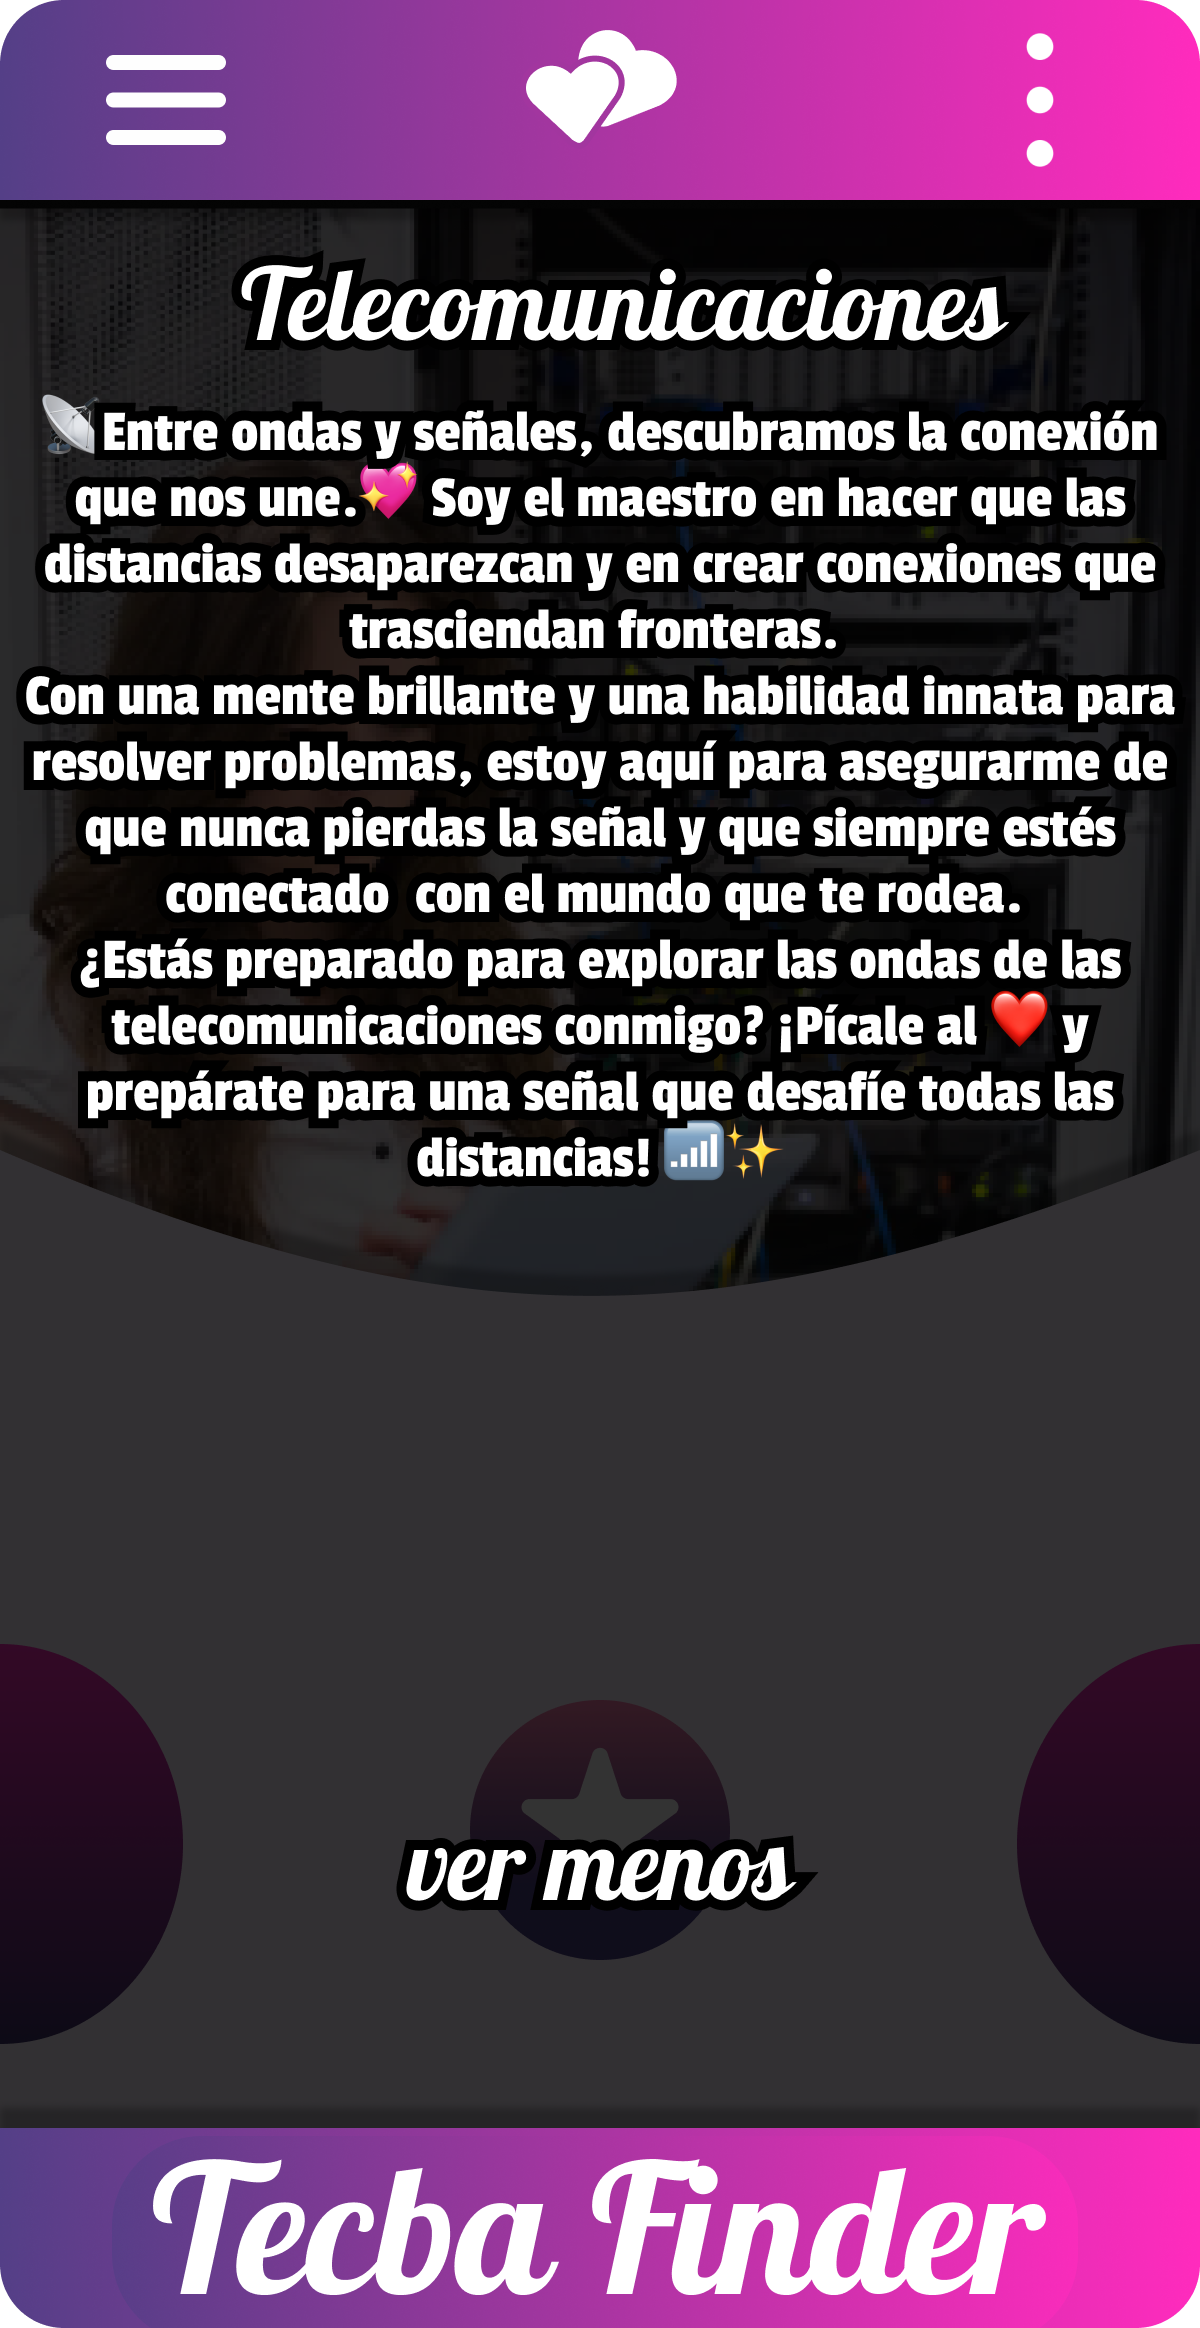 Telecomunicaciones
📡Entre ondas y señales, descubramos la conexión
que nos une.💖 Soy el maestro en hacer que las
distancias desaparezcan y en crear conexiones que
trasciendan fronteras.
Con una mente brillante y una habilidad innata para
resolver problemas, estoy aquí para asegurarme de
que nunca pierdas la señal y que siempre estés
conectado  con el mundo que te rodea.
¿Estás preparado para explorar las ondas de las
telecomunicaciones conmigo? ¡Pícale al ❤️ y
prepárate para una señal que desafíe todas las
distancias! 📶✨
ver menos
Tecba Finder